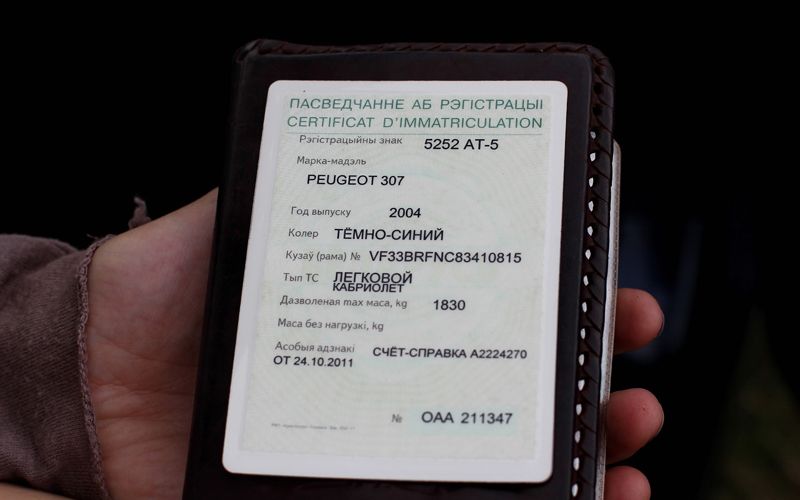 ПАСВЕДЧАННЕ АБ РЭГІСТРАЦЫІ
CERTIFICAT D'IMMATRICULATION
Рэгістрацыйны знак 5252 AT-5
Марка-мадэль
PEUGEOT 307
Год выпуску 2004
Колер ТЁМНО-СИНИЙ
Кузаў (рама) № VF33BRFNC83410815
Тып ТС ЛЕГКОВОЙ
КАБРИОЛЕТ
Дазволеная max маса, kg 1830
Маса без нагрузкі, kg
Асобыя адзнакі СЧЁТ-СПРАВКА А2224270
ОТ 24.10.2011
№ ОАА 211347